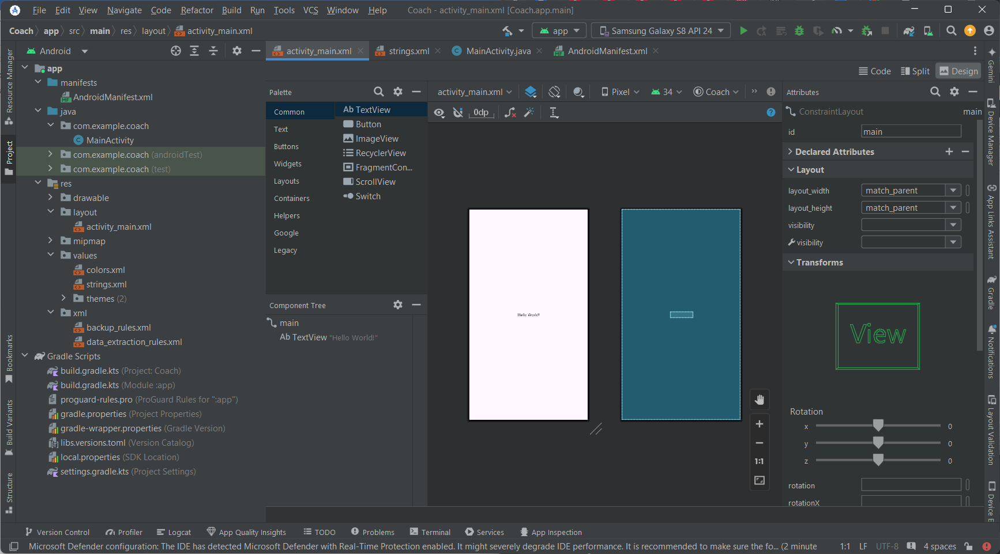 File Edit View Navigate Code Refactor Build Run Tools VCS Window Help Coach - activity_main.xml [Coach.app.main]
Coach app src main res layout activity_main.xml app Samsung Galaxy S8 API 24
Android activity_main.xml strings.xml MainActivity.java AndroidManifest.xml
Code Split Design
Resource Manager
Project
Bookmarks
Build Variants
Structure
app
manifests
AndroidManifest.xml
java
com.example.coach
MainActivity
com.example.coach (androidTest)
com.example.coach (test)
res
drawable
layout
activity_main.xml
mipmap
values
colors.xml
strings.xml
themes (2)
xml
backup_rules.xml
data_extraction_rules.xml
Gradle Scripts
build.gradle.kts (Project: Coach)
build.gradle.kts (Module :app)
proguard-rules.pro (ProGuard Rules for ":app")
gradle.properties (Project Properties)
gradle-wrapper.properties (Gradle Version)
libs.versions.toml (Version Catalog)
local.properties (SDK Location)
settings.gradle.kts (Project Settings)
Palette
Common
Text
Buttons
Widgets
Layouts
Containers
Helpers
Google
Legacy
Ab TextView
Button
ImageView
RecyclerView
FragmentCon...
ScrollView
Switch
Component Tree
main
Ab TextView "Hello World!"
activity_main.xml Pixel 34 Coach
0dp
Hello World!
1:1
Attributes
ConstraintLayout main
id main
Declared Attributes
Layout
layout_width match_parent
layout_height match_parent
visibility
visibility
Transforms
View
Rotation
x 0
y 0
z 0
rotation
rotationX
Gemini
Device Manager
App Links Assistant
Gradle
Notifications
Layout Validation
Device E
Version Control Profiler Logcat App Quality Insights TODO Problems Terminal Services App Inspection
Microsoft Defender configuration: The IDE has detected Microsoft Defender with Real-Time Protection enabled. It might severely degrade IDE performance. It is recommended to make sure the fo... (2 minute 1:1 LF UTF-8 4 spaces